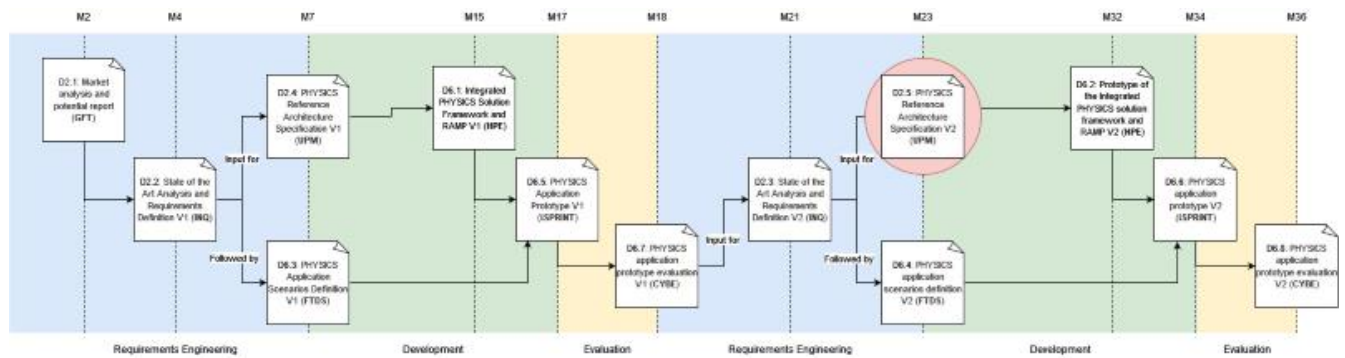 M2 M4 M7 M15 M17 M18 M21 M23 M32 M34 M36
D2.1: Market
analysis and
potential report
(GFT)
D2.2: State of the
Art Analysis and
Requirements
Definition V1 (INQ)
Input for
Followed by
D2.4: PHYSICS
Reference
Architecture
Specification V1
(UPM)
D6.3: PHYSICS
Application
Scenarios Definition
V1 (FTDS)
D6.1: Integrated
PHYSICS Solution
Framework and
RAMP V1 (HPE)
D6.5: PHYSICS
Application
Prototype V1
(ISPRINT)
D6.7: PHYSICS
application
prototype evaluation
V1 (CYBE)
Input for
D2.3: State of the
Art Analysis and
Requirements
Definition V2 (INQ)
Input for
Followed by
D2.5: PHYSICS
Reference
Architecture
Specification V2
(UPM)
D6.4: PHYSICS
application
scenarios definition
V2 (FTDS)
D6.2: Prototype of
the Integrated
PHYSICS solution
framework and
RAMP V2 (HPE)
D6.6: PHYSICS
application
prototype V2
(ISPRINT)
D6.8: PHYSICS
application
prototype evaluation
V2 (CYBE)
Requirements Engineering Development Evaluation Requirements Engineering Development Evaluation